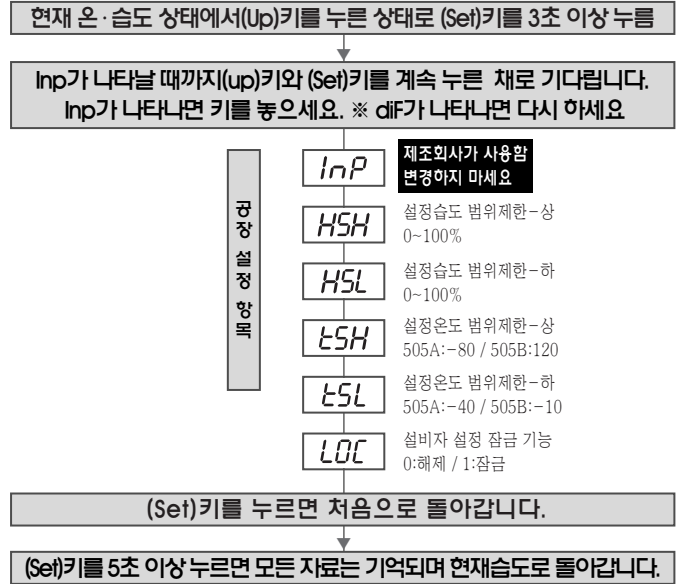 현재 온·습도 상태에서(Up)키를 누른 상태로 (Set)키를 3초 이상 누름
Inp가 나타날 때까지(up)키와 (Set)키를 계속 누른 채로 기다립니다.
Inp가 나타나면 키를 놓으세요. ※ diF가 나타나면 다시 하세요
공장 설정 항목
InP
제조회사가 사용함
변경하지 마세요
HSH
설정습도 범위제한-상
0~100%
HSL
설정습도 범위제한-하
0~100%
tSH
설정온도 범위제한-상
505A:-80 / 505B:120
tSL
설정온도 범위제한-하
505A:-40 / 505B:-10
LOC
설비자 설정 잠금 기능
0:해제 / 1:잠금
(Set)키를 누르면 처음으로 돌아갑니다.
(Set)키를 5초 이상 누르면 모든 자료는 기억되며 현재습도로 돌아갑니다.